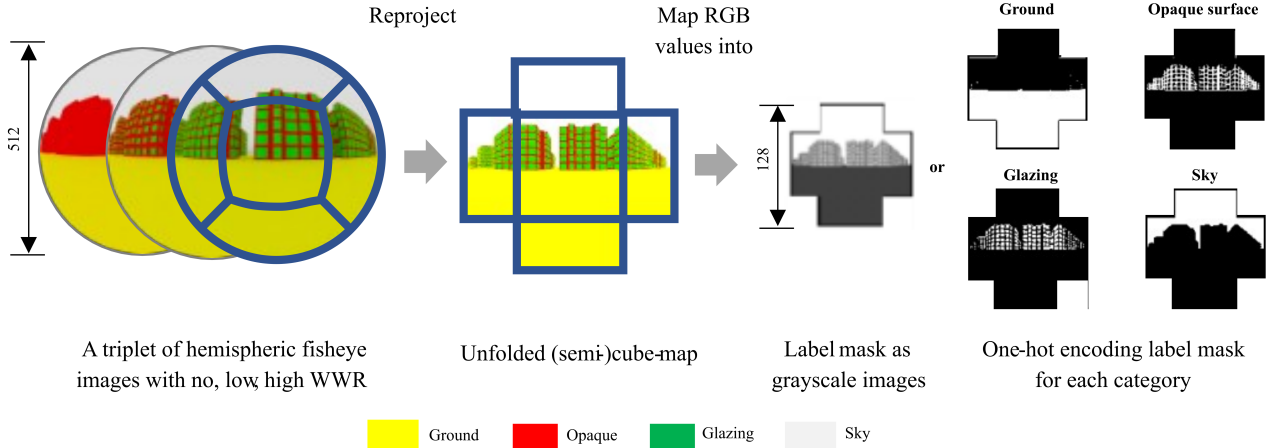 Reproject
Map RGB
values into
Ground
Opaque surface
512
128
or
Glazing
Sky
A triplet of hemispheric fisheye
images with no, low, high WWR
Unfolded (semi-)cube-map
Label mask as
grayscale images
One-hot encoding label mask
for each category
Ground
Opaque
Glazing
Sky